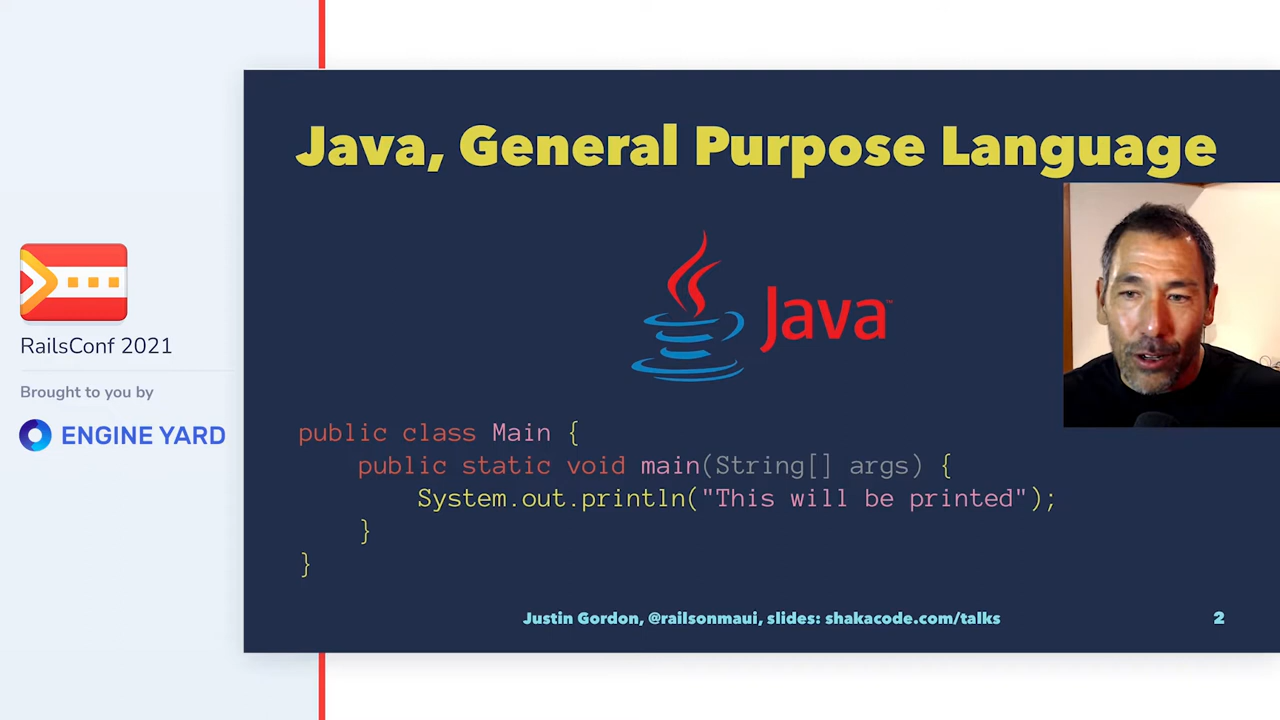 Java, General Purpose Language
Java™
public class Main {
public static void main(String[] args) {
System.out.println("This will be printed");
}
}
Justin Gordon, @railsonmaui, slides: shakacode.com/talks
2
RailsConf 2021
Brought to you by
ENGINE YARD